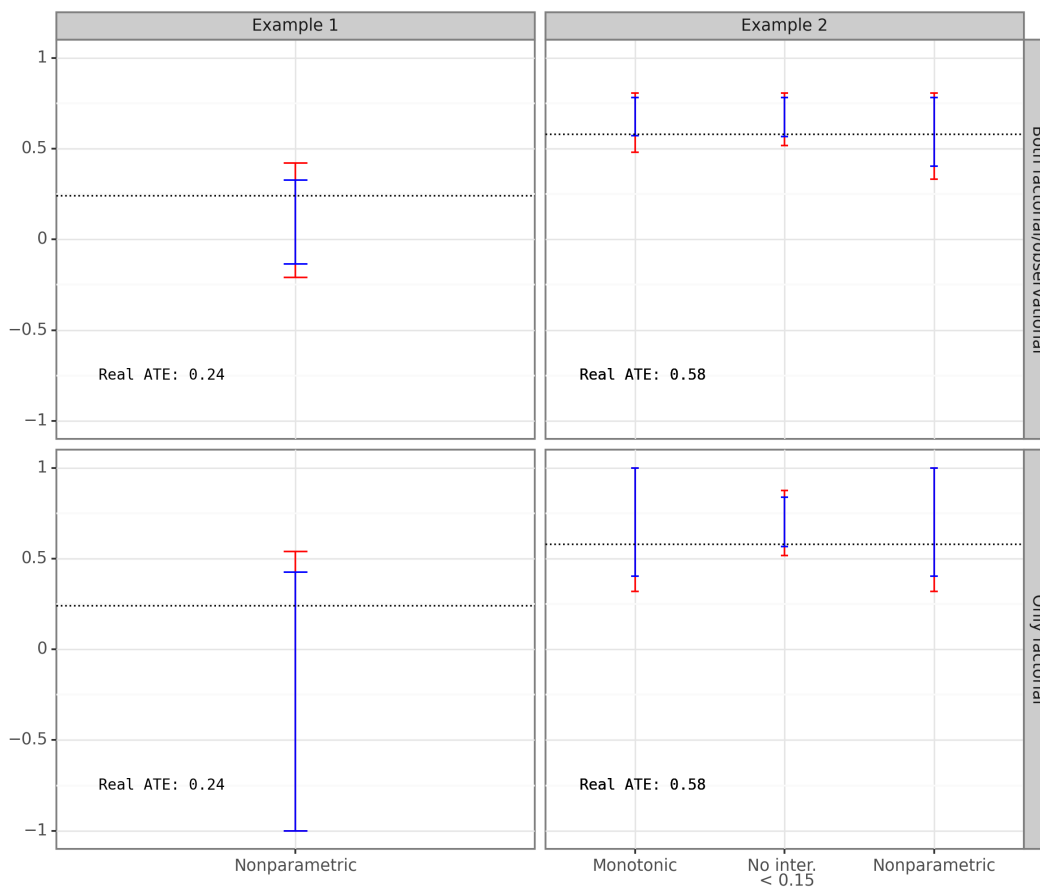 Example 1
Example 2
1
0.5
0
−0.5
−1
Real ATE: 0.24
Real ATE: 0.58
Both factorial/observational
1
0.5
0
−0.5
−1
Real ATE: 0.24
Real ATE: 0.58
Only factorial
Nonparametric
Monotonic
No inter.
< 0.15
Nonparametric